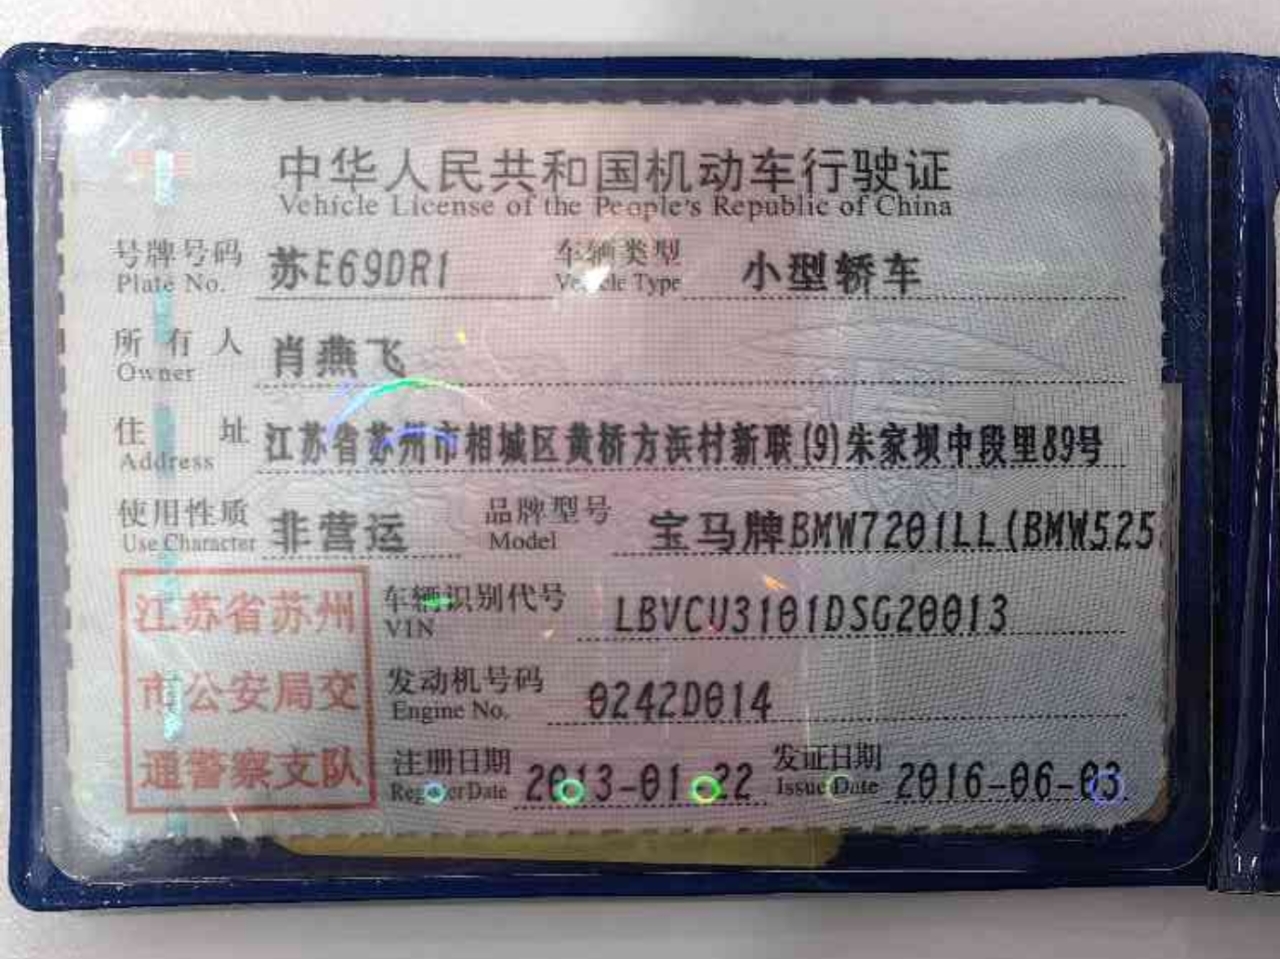 中华人民共和国机动车行驶证
Vehicle License of the People's Republic of China
号牌号码 苏E69DR1 车辆类型 小型轿车
Plate No. Vehicle Type
所有人 肖燕飞
Owner
住址 江苏省苏州市相城区黄桥方浜村新联(9)朱家坝中段里89号
Address
使用性质 非营运 品牌型号 宝马牌BMW7201LL(BMW525
Use Character Model
江苏省苏州
市公安局交
通警察支队
车辆识别代号 LBVCU3101DSG20013
VIN
发动机号码 0242D014
Engine No.
注册日期 2013-01-22 发证日期 2016-06-03
Register Date Issue Date